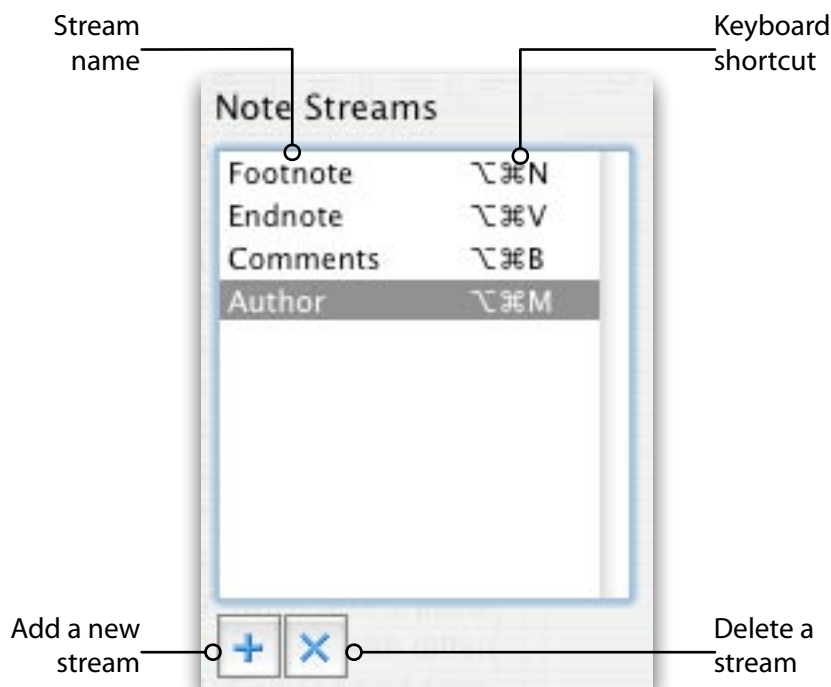 Stream
name
Keyboard
shortcut
Note Streams
Footnote ⌥⌘N
Endnote ⌥⌘V
Comments ⌥⌘B
Author ⌥⌘M
Add a new
stream
Delete a
stream